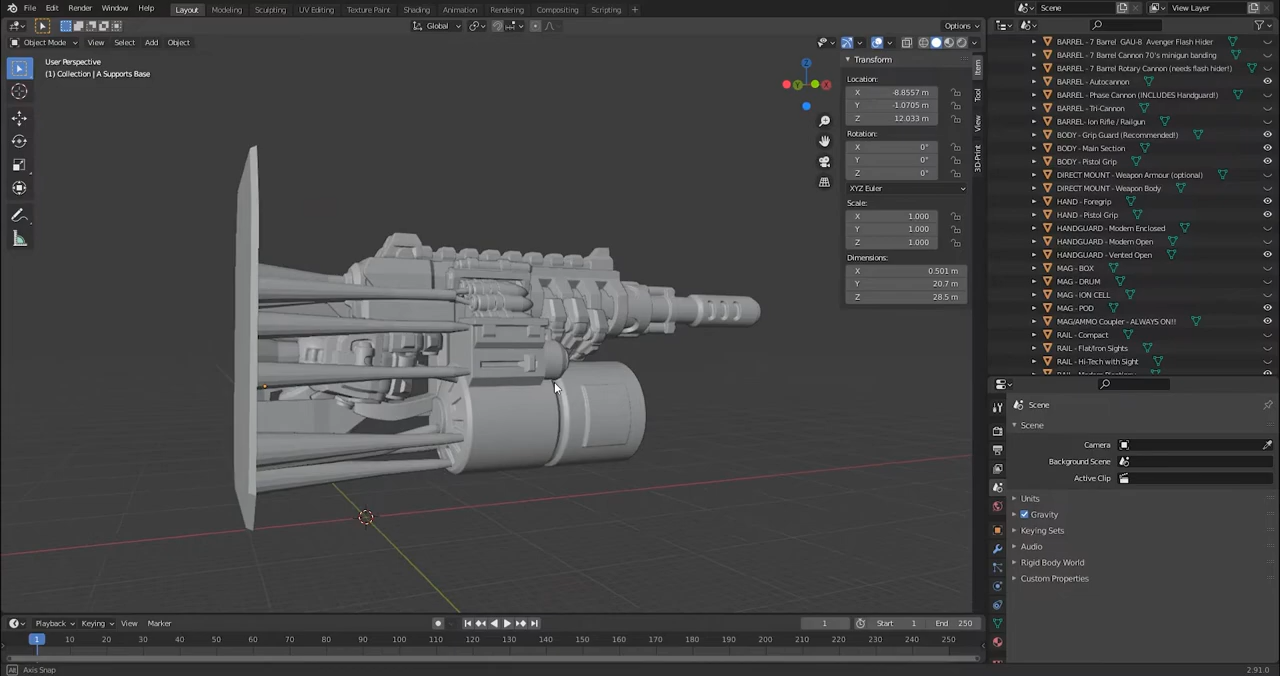 File Edit Render Window Help Layout Modeling Sculpting UV Editing Texture Paint Shading Animation Rendering Compositing Scripting + Scene View Layer
Global Options
Object Mode View Select Add Object
User Perspective
(1) Collection | A Supports Base
Z
Y
X
Transform
Location:
X -8.8557 m
Y -1.0705 m
Z 12.033 m
Rotation:
X 0°
Y 0°
Z 0°
XYZ Euler
Scale:
X 1.000
Y 1.000
Z 1.000
Dimensions:
X 0.501 m
Y 20.7 m
Z 28.5 m
Item
Tool
View
3D-Print
BARREL - 7 Barrel GAU-8 Avenger Flash Hider
BARREL - 7 Barrel Cannon 70's minigun banding
BARREL - 7 Barrel Rotary Cannon (needs flash hider!)
BARREL - Autocannon
BARREL - Phase Cannon (INCLUDES Handguard!)
BARREL - Tri-Cannon
BARREL- Ion Rifle / Railgun
BODY - Grip Guard (Recommended!)
BODY - Main Section
BODY - Pistol Grip
DIRECT MOUNT - Weapon Armour (optional)
DIRECT MOUNT - Weapon Body
HAND - Foregrip
HAND - Pistol Grip
HANDGUARD - Modern Enclosed
HANDGUARD - Modern Open
HANDGUARD - Vented Open
MAG - BOX
MAG - DRUM
MAG - ION CELL
MAG - POD
MAG/AMMO Coupler - ALWAYS ON!!
RAIL - Compact
RAIL - Flat/Iron Sights
RAIL - Hi-Tech with Sight
Scene
Scene
Camera
Background Scene
Active Clip
Units
Gravity
Keying Sets
Audio
Rigid Body World
Custom Properties
Playback Keying View Marker 1 Start 1 End 250
1 10 20 30 40 50 60 70 80 90 100 110 120 130 140 150 160 170 180 190 200 210 220 230 240 250
Axis Snap 2.91.0